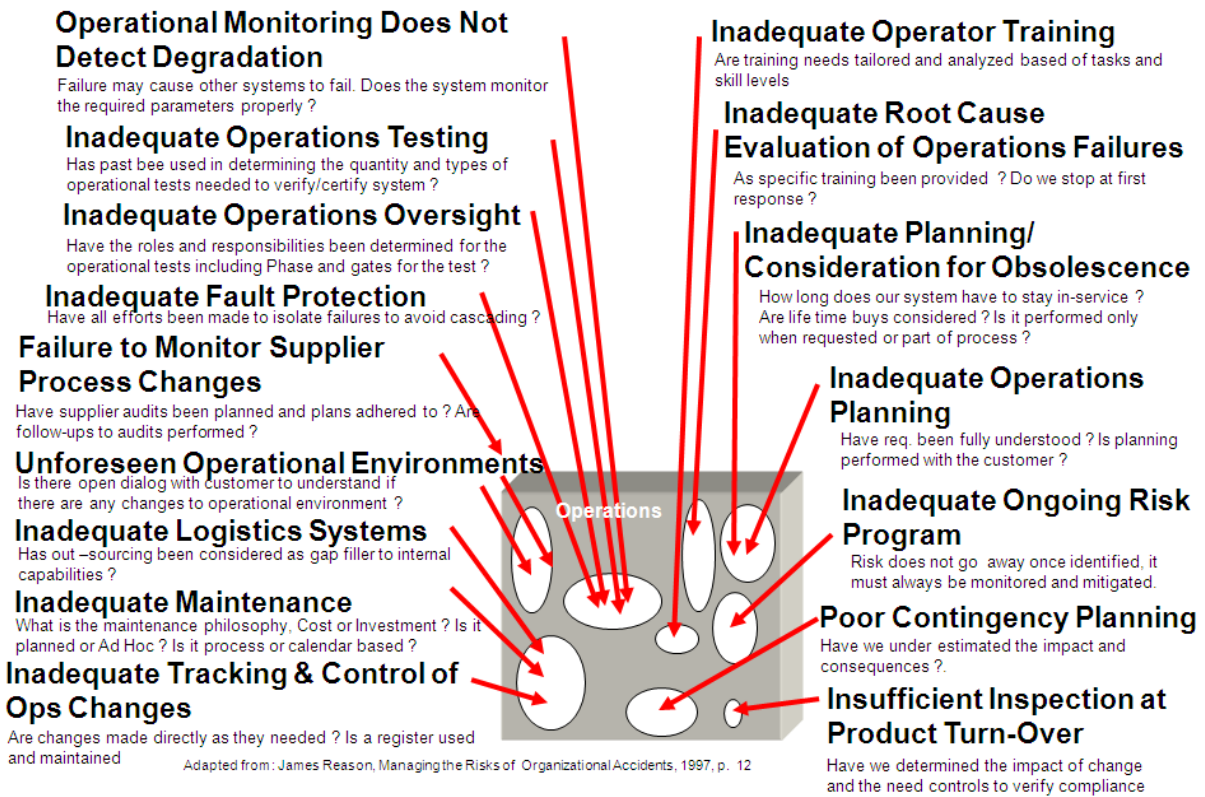 Operational Monitoring Does Not
Detect Degradation
Failure may cause other systems to fail. Does the system monitor
the required parameters properly ?
Inadequate Operations Testing
Has past bee used in determining the quantity and types of
operational tests needed to verify/certify system ?
Inadequate Operations Oversight
Have the roles and responsibilities been determined for the
operational tests including Phase and gates for the test ?
Inadequate Fault Protection
Have all efforts been made to isolate failures to avoid cascading ?
Failure to Monitor Supplier
Process Changes
Have supplier audits been planned and plans adhered to ? Are
follow-ups to audits performed ?
Unforeseen Operational Environments
Is there open dialog with customer to understand if
there are any changes to operational environment ?
Inadequate Logistics Systems
Has out –sourcing been considered as gap filler to internal
capabilities ?
Inadequate Maintenance
What is the maintenance philosophy, Cost or Investment ? Is it
planned or Ad Hoc ? Is it process or calendar based ?
Inadequate Tracking & Control of
Ops Changes
Are changes made directly as they needed ? Is a register used
and maintained
Operations
Inadequate Operator Training
Are training needs tailored and analyzed based of tasks and
skill levels
Inadequate Root Cause
Evaluation of Operations Failures
As specific training been provided ? Do we stop at first
response ?
Inadequate Planning/
Consideration for Obsolescence
How long does our system have to stay in-service ?
Are life time buys considered ? Is it performed only
when requested or part of process ?
Inadequate Operations
Planning
Have req. been fully understood ? Is planning
performed with the customer ?
Inadequate Ongoing Risk
Program
Risk does not go away once identified, it
must always be monitored and mitigated.
Poor Contingency Planning
Have we under estimated the impact and
consequences ?.
Insufficient Inspection at
Product Turn-Over
Have we determined the impact of change
and the need controls to verify compliance
Adapted from: James Reason, Managing the Risks of Organizational Accidents, 1997, p. 12